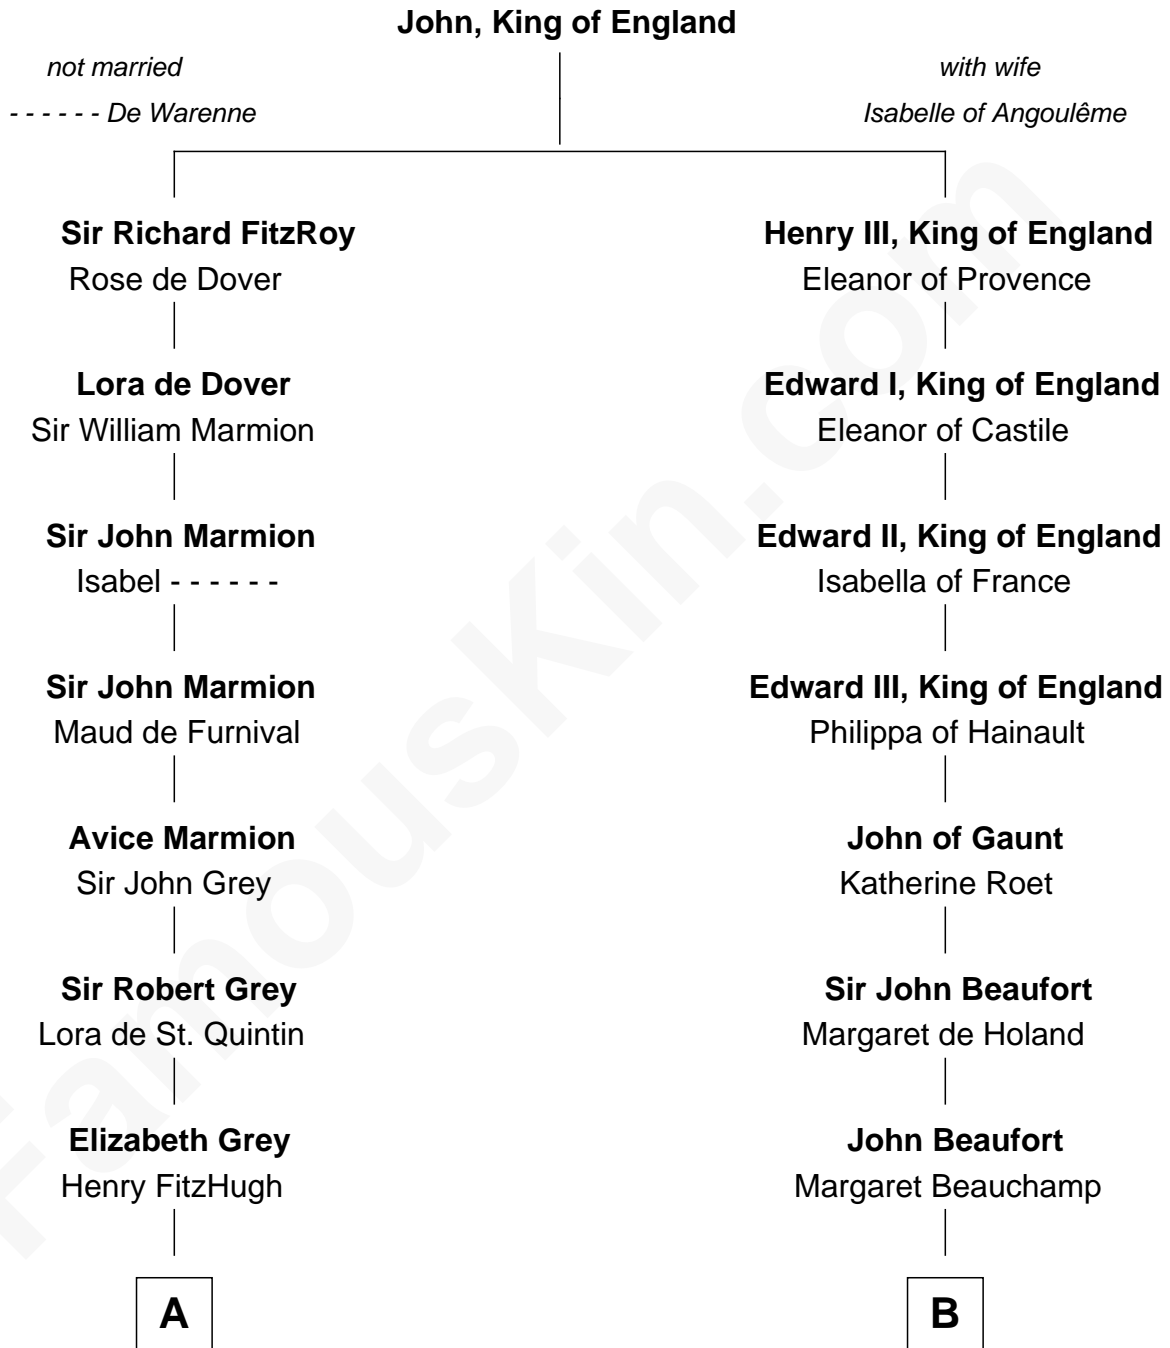 John, King of England
not married
with wife
- - - - - - De Warenne
Isabelle of Angoulême
Sir Richard FitzRoy
Henry III, King of England
Rose de Dover
Eleanor of Provence
Lora de Dover
Edward I, King of England
Sir William Marmion
Eleanor of Castile
Sir John Marmion
Edward II, King of England
Isabel - - - - - -
Isabella of France
Sir John Marmion
Edward III, King of England
Maud de Furnival
Philippa of Hainault
Avice Marmion
John of Gaunt
Sir John Grey
Katherine Roet
Sir Robert Grey
Sir John Beaufort
Lora de St. Quintin
Margaret de Holand
Elizabeth Grey
John Beaufort
Henry FitzHugh
Margaret Beauchamp
A
B
FamousKin.com